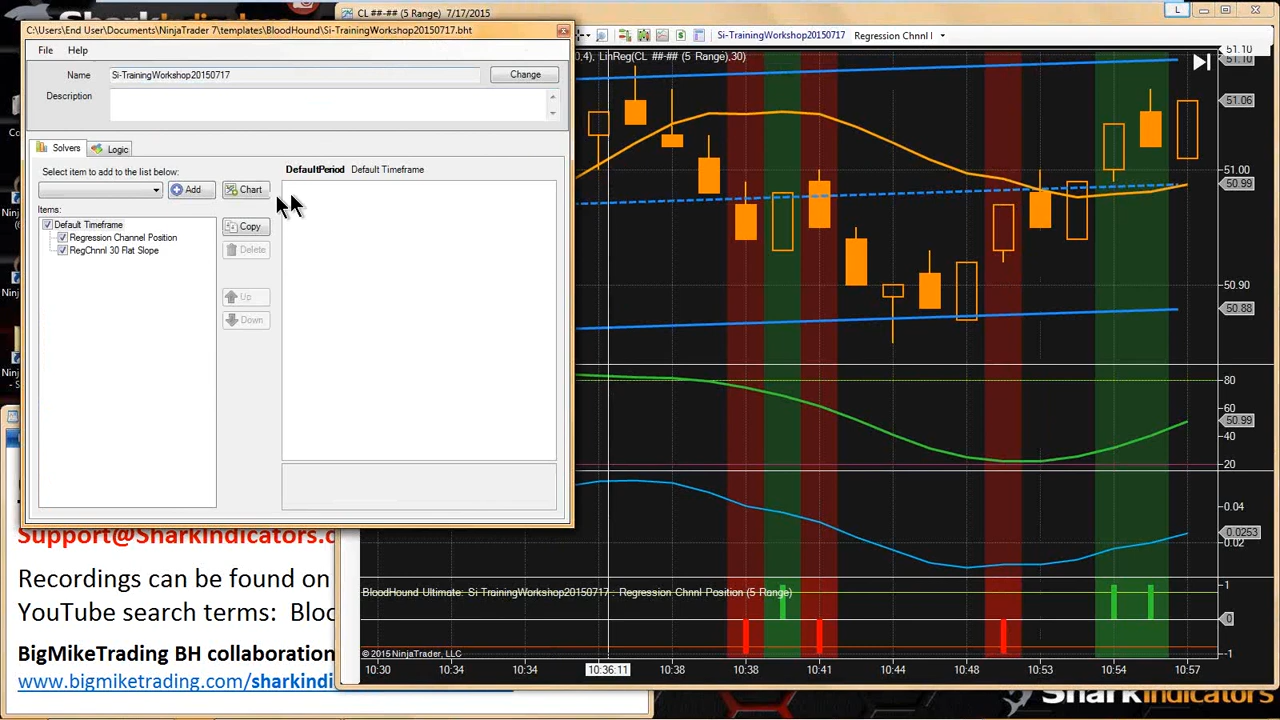 CL ##-## (5 Range) 7/17/2015
C:\Users\End User\Documents\NinjaTrader 7\templates\BloodHound\Si-TrainingWorkshop20150717.bht
File Help
Name Si-TrainingWorkshop20150717 Change
Description
Solvers Logic
Select item to add to the list below:
Add Chart
Items:
Default Timeframe
Regression Channel Position
RegChnnl 30 Flat Slope
Copy
Delete
Up
Down
DefaultPeriod Default Timeframe
L
Si-TrainingWorkshop20150717 Regression Chnnl I
0,4), LinReg(CL ##-## (5 Range),30)
51.10
51.10
51.06
51.00
50.99
50.90
50.88
80
60
50.99
40
20
0.04
0.0253
0.02
BloodHound Ultimate: Si TrainingWorkshop20150717 : Regression Chnnl Position (5 Range)
1
0
-1
© 2015 NinjaTrader, LLC
10:30 10:34 10:34 10:36:11 10:38 10:41 10:44 10:48 10:53 10:54 10:57
Support@SharkIndicators.c
Recordings can be found on
YouTube search terms: Bloo
BigMikeTrading BH collaboration
www.bigmiketrading.com/sharkindi
SharkIndicators